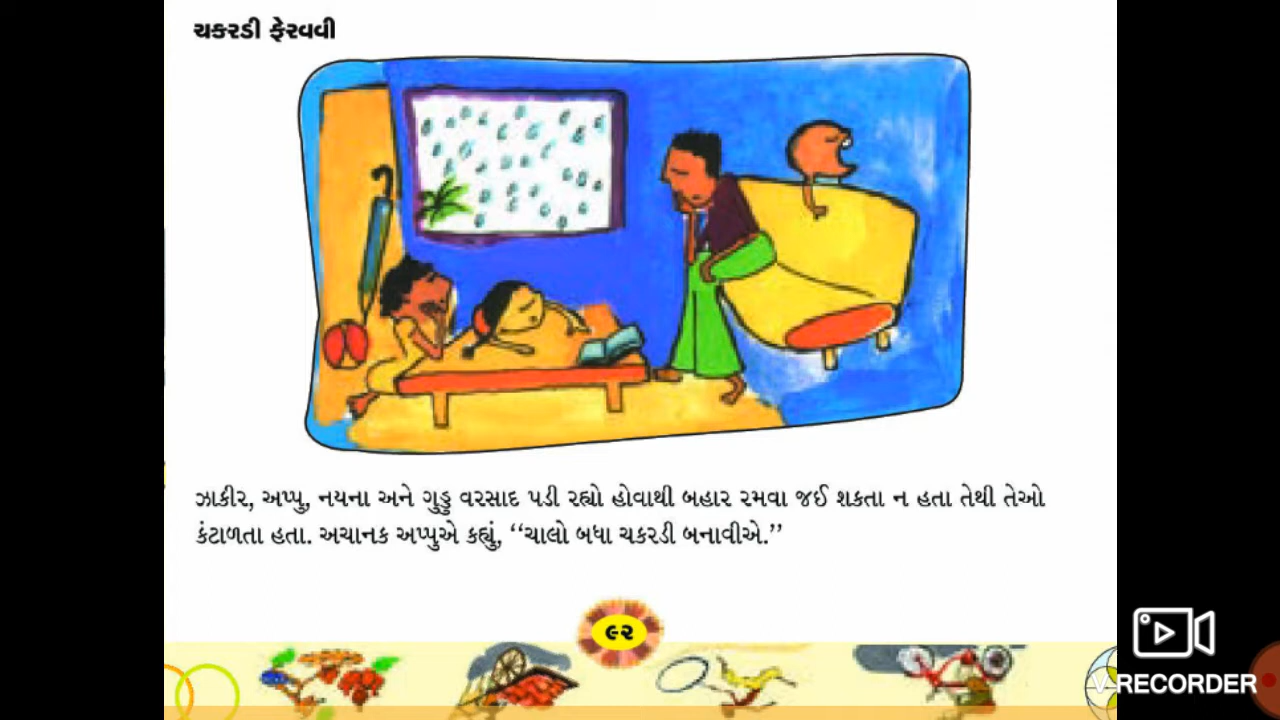 ચકરડી ફેરવવી
ઝાકીર, અપ્પુ, નયના અને ગુડ્ડુ વરસાદ પડી રહ્યો હોવાથી બહાર રમવા જઈ શકતા ન હતા તેથી તેઓ
કંટાળતા હતા. અચાનક અપ્પુએ કહ્યું, ‘‘ચાલો બધા ચકરડી બનાવીએ.’’
૯૨
V-RECORDER